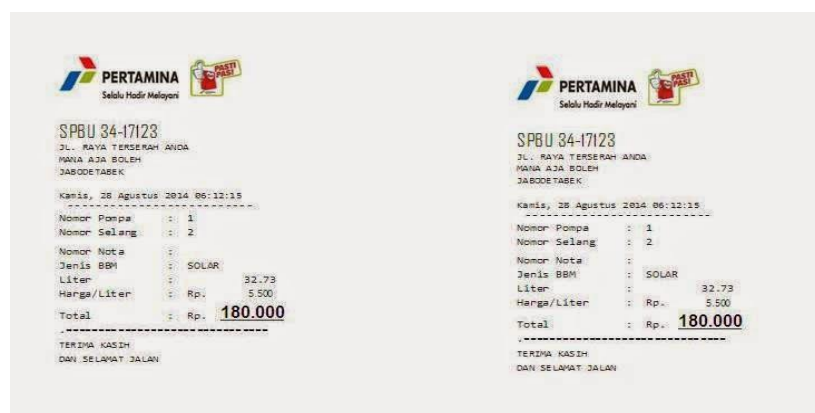 PERTAMINA
PASTI PAS!
Selalu Hadir Melayani
SPBU 34-17123
JL. RAYA TERSERAH ANDA
MANA AJA BOLEH
JABODETABEK
Kamis, 28 Agustus 2014 06:12:15
Nomor Pompa : 1
Nomor Selang : 2
Nomor Nota :
Jenis BBM : SOLAR
Liter : 32.73
Harga/Liter : Rp. 5.500
Total : Rp. 180.000
TERIMA KASIH
DAN SELAMAT JALAN
PERTAMINA
PASTI PAS!
Selalu Hadir Melayani
SPBU 34-17123
JL. RAYA TERSERAH ANDA
MANA AJA BOLEH
JABODETABEK
Kamis, 28 Agustus 2014 06:12:15
Nomor Pompa : 1
Nomor Selang : 2
Nomor Nota :
Jenis BBM : SOLAR
Liter : 32.73
Harga/Liter : Rp. 5.500
Total : Rp. 180.000
TERIMA KASIH
DAN SELAMAT JALAN